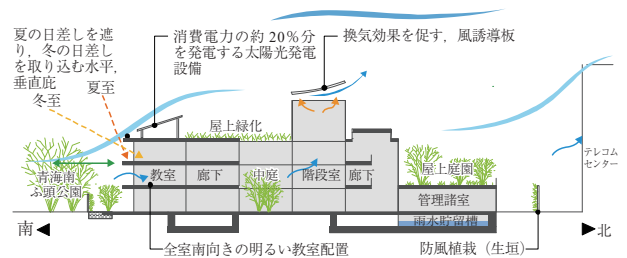 夏の日差しを遮
り，冬の日差し
を取り込む水平，
垂直庇
冬至
夏至
消費電力の約 20％分
を発電する太陽光発電
設備
換気効果を促す，風誘導板
屋上緑化
教室
廊下
中庭
階段室
廊下
屋上庭園
管理諸室
雨水貯留槽
テレコム
センター
青海南
ふ頭公園
南
北
全室南向きの明るい教室配置
防風植栽（生垣）